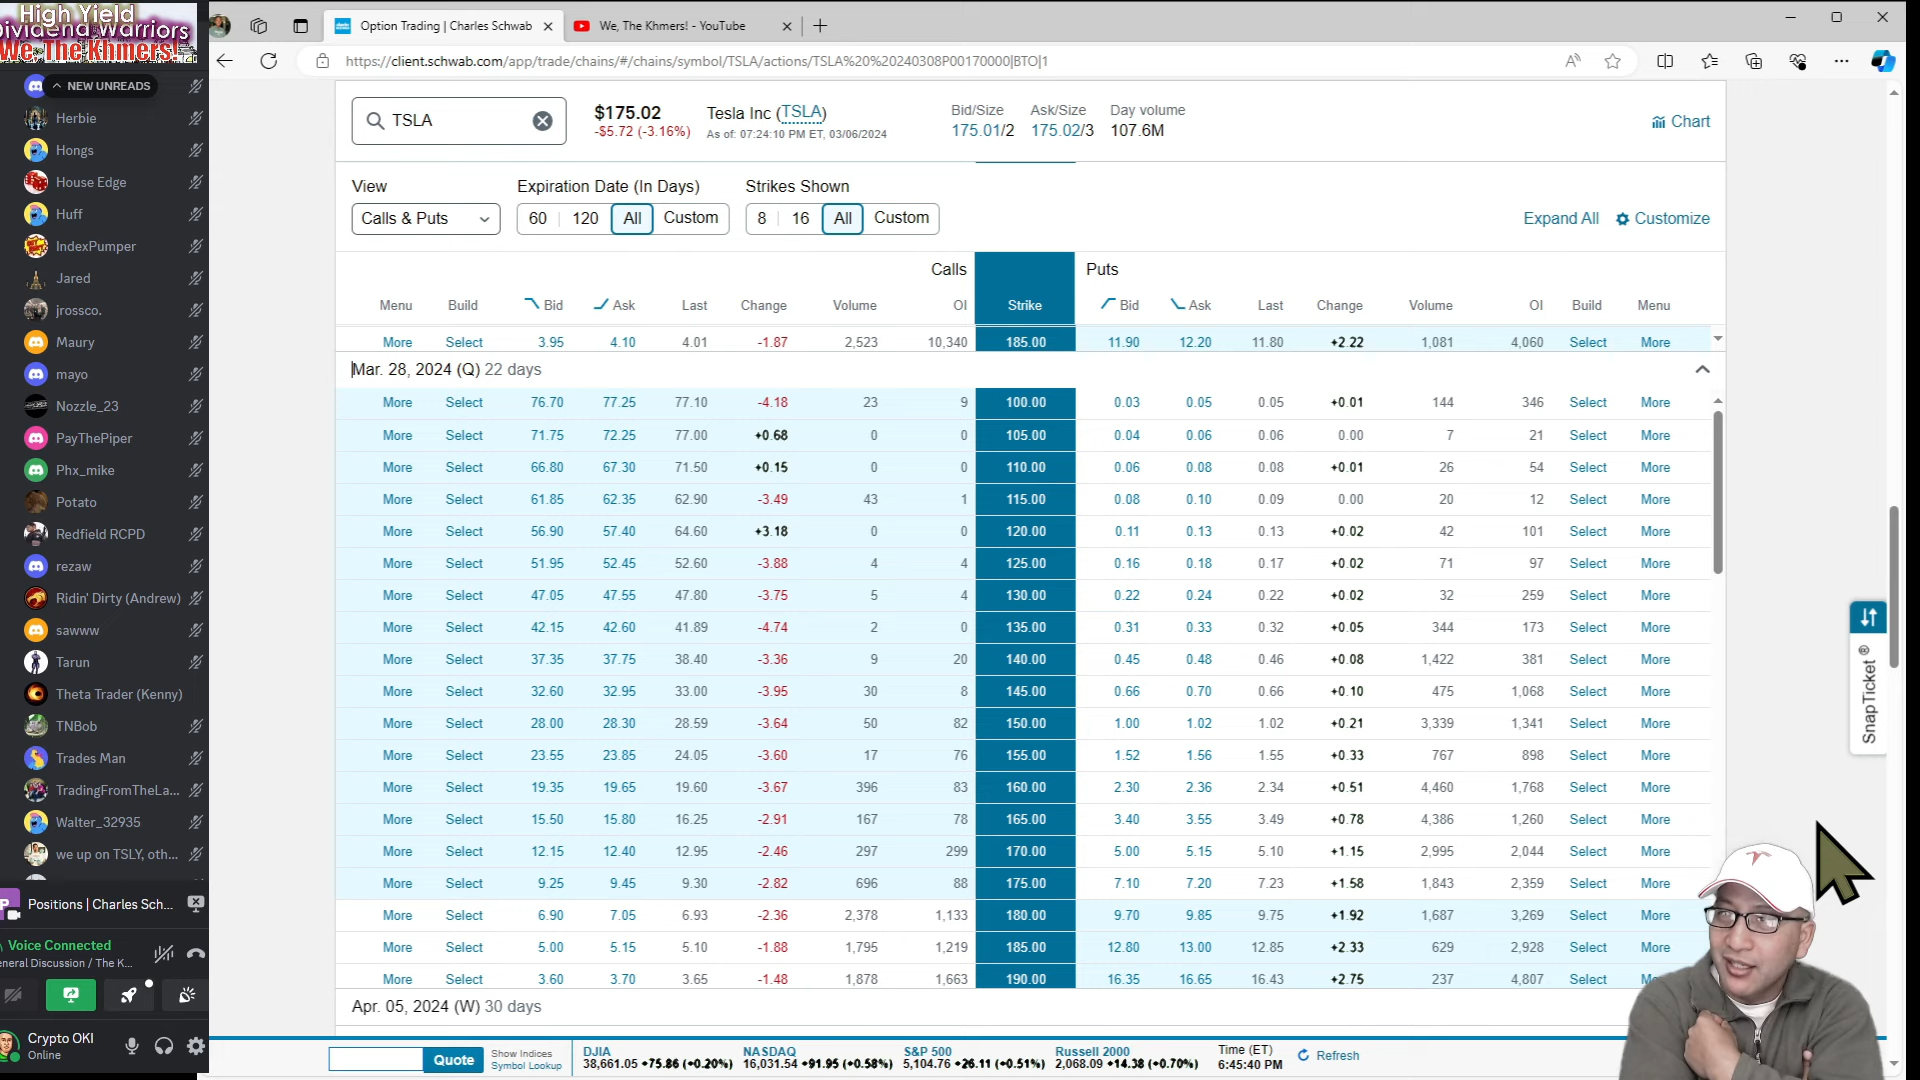 High Yield
Dividend Warriors
We The Khmers!
NEW UNREADS
Herbie
Hongs
House Edge
Huff
IndexPumper
Jared
jrossco.
Maury
mayo
Nozzle_23
PayThePiper
Phx_mike
Potato
Redfield RCPD
rezaw
Ridin' Dirty (Andrew)
sawww
Tarun
Theta Trader (Kenny)
TNBob
Trades Man
TradingFromTheLa...
Walter_32935
we up on TSLY, oth...
Positions | Charles Sch...
Voice Connected
eneral Discussion / The K...
Crypto OKI
Online
Option Trading | Charles Schwab
We, The Khmers! - YouTube
https://client.schwab.com/app/trade/chains/#/chains/symbol/TSLA/actions/TSLA%20%20240308P00170000|BTO|1
TSLA
$175.02
-$5.72 (-3.16%)
Tesla Inc (TSLA)
As of: 07:24:10 PM ET, 03/06/2024
Bid/Size
175.01/2
Ask/Size
175.02/3
Day volume
107.6M
Chart
View
Calls & Puts
Expiration Date (In Days)
60 120 All Custom
Strikes Shown
8 16 All Custom
Expand All Customize
Calls Puts
Menu Build Bid Ask Last Change Volume OI Strike Bid Ask Last Change Volume OI Build Menu
More Select 3.95 4.10 4.01 -1.87 2,523 10,340 185.00 11.90 12.20 11.80 +2.22 1,081 4,060 Select More
Mar. 28, 2024 (Q) 22 days
More Select 76.70 77.25 77.10 -4.18 23 9 100.00 0.03 0.05 0.05 +0.01 144 346 Select More
More Select 71.75 72.25 77.00 +0.68 0 0 105.00 0.04 0.06 0.06 0.00 7 21 Select More
More Select 66.80 67.30 71.50 +0.15 0 0 110.00 0.06 0.08 0.08 +0.01 26 54 Select More
More Select 61.85 62.35 62.90 -3.49 43 1 115.00 0.08 0.10 0.09 0.00 20 12 Select More
More Select 56.90 57.40 64.60 +3.18 0 0 120.00 0.11 0.13 0.13 +0.02 42 101 Select More
More Select 51.95 52.45 52.60 -3.88 4 4 125.00 0.16 0.18 0.17 +0.02 71 97 Select More
More Select 47.05 47.55 47.80 -3.75 5 4 130.00 0.22 0.24 0.22 +0.02 32 259 Select More
More Select 42.15 42.60 41.89 -4.74 2 0 135.00 0.31 0.33 0.32 +0.05 344 173 Select More
More Select 37.35 37.75 38.40 -3.36 9 20 140.00 0.45 0.48 0.46 +0.08 1,422 381 Select More
More Select 32.60 32.95 33.00 -3.95 30 8 145.00 0.66 0.70 0.66 +0.10 475 1,068 Select More
More Select 28.00 28.30 28.59 -3.64 50 82 150.00 1.00 1.02 1.02 +0.21 3,339 1,341 Select More
More Select 23.55 23.85 24.05 -3.60 17 76 155.00 1.52 1.56 1.55 +0.33 767 898 Select More
More Select 19.35 19.65 19.60 -3.67 396 83 160.00 2.30 2.36 2.34 +0.51 4,460 1,768 Select More
More Select 15.50 15.80 16.25 -2.91 167 78 165.00 3.40 3.55 3.49 +0.78 4,386 1,260 Select More
More Select 12.15 12.40 12.95 -2.46 297 299 170.00 5.00 5.15 5.10 +1.15 2,995 2,044 Select More
More Select 9.25 9.45 9.30 -2.82 696 88 175.00 7.10 7.20 7.23 +1.58 1,843 2,359 Select More
More Select 6.90 7.05 6.93 -2.36 2,378 1,133 180.00 9.70 9.85 9.75 +1.92 1,687 3,269 Select More
More Select 5.00 5.15 5.10 -1.88 1,795 1,219 185.00 12.80 13.00 12.85 +2.33 629 2,928 Select More
More Select 3.60 3.70 3.65 -1.48 1,878 1,663 190.00 16.35 16.65 16.43 +2.75 237 4,807 Select
Apr. 05, 2024 (W) 30 days
SnapTicket ®
Quote
Show Indices
Symbol Lookup
DJIA
38,661.05 +75.86 (+0.20%)
NASDAQ
16,031.54 +91.95 (+0.58%)
S&P 500
5,104.76 +26.11 (+0.51%)
Russell 2000
2,068.09 +14.38 (+0.70%)
Time (ET)
6:45:40 PM
Refresh